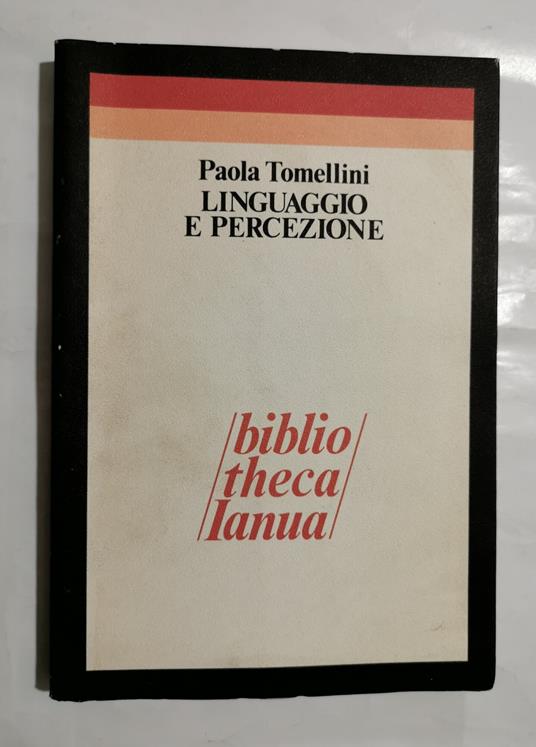 Paola Tomellini
LINGUAGGIO
E PERCEZIONE
/biblio/
/theca/
/Ianua/